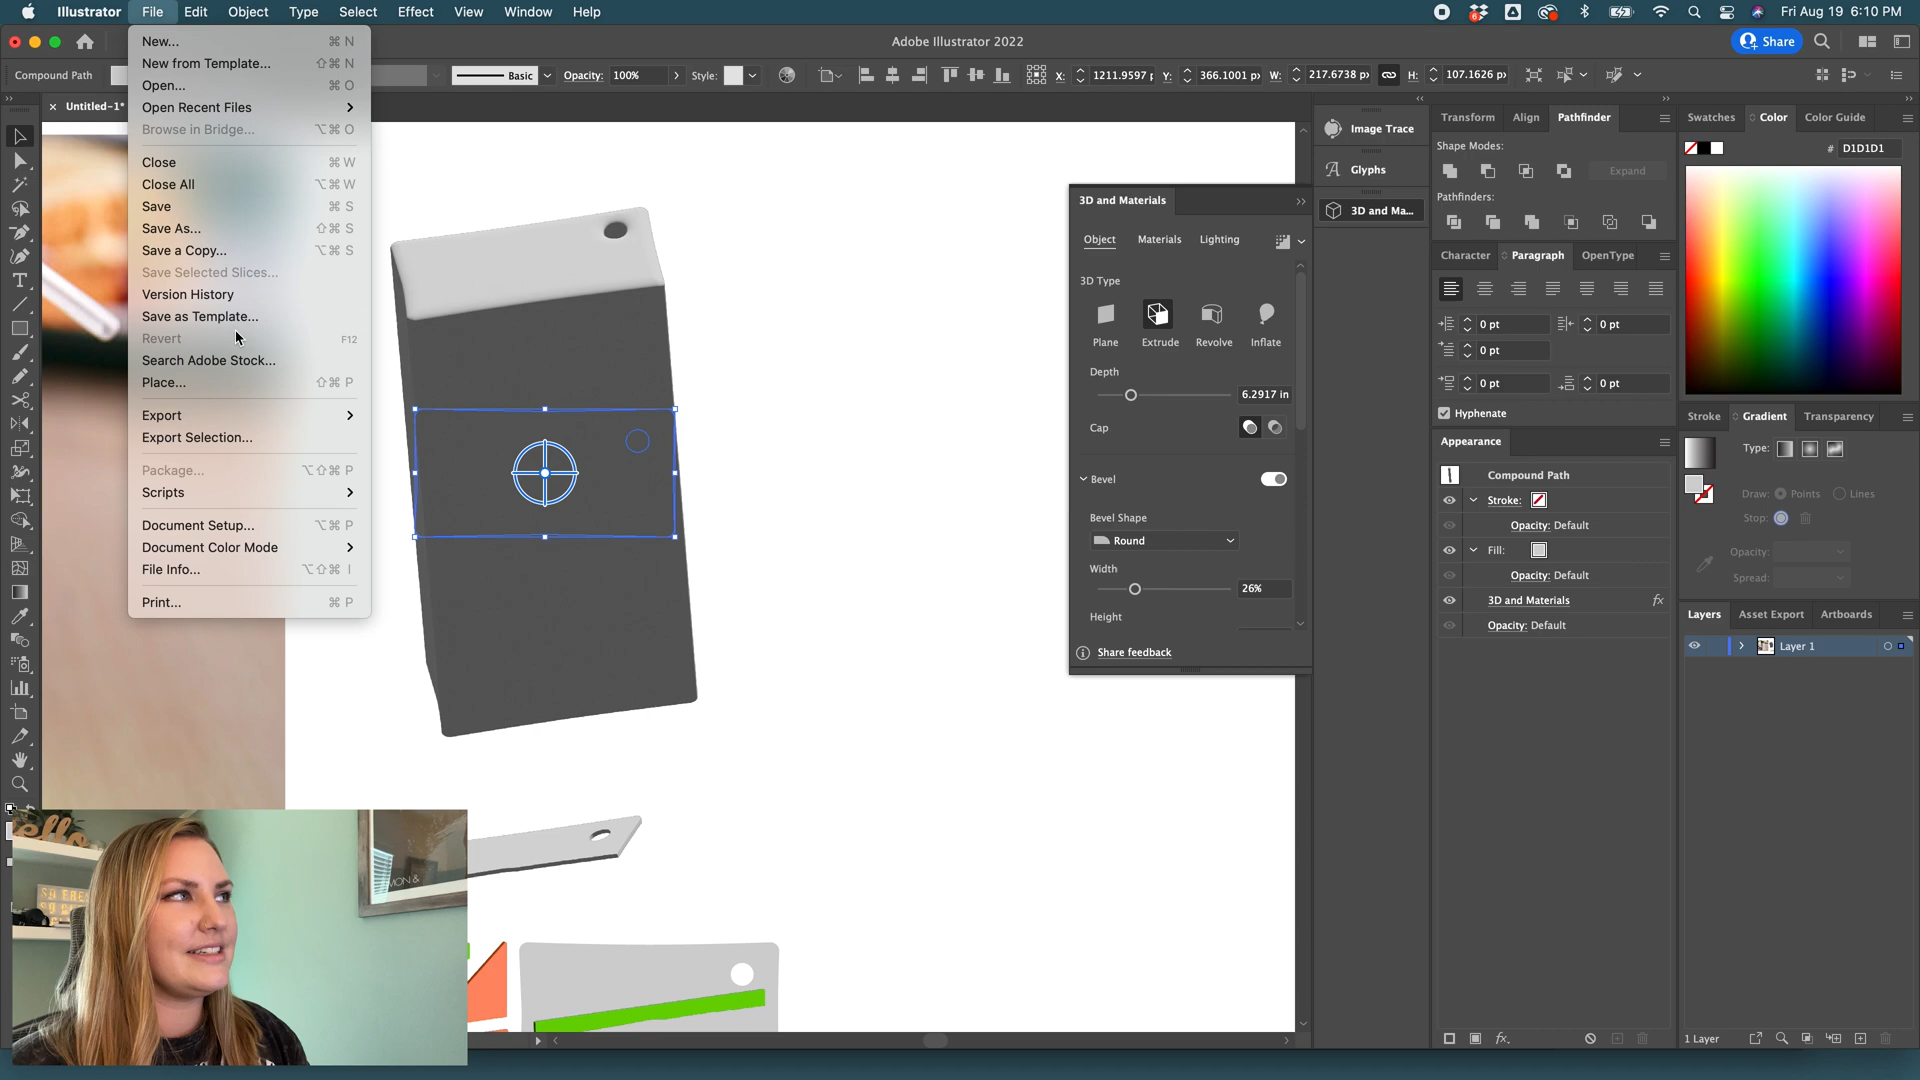 Illustrator File Edit Object Type Select Effect View Window Help Fri Aug 19 6:10 PM
Adobe Illustrator 2022 Share
Compound Path Basic Opacity: 100% Style: X: 1211.9597 p Y: 366.1001 p W: 217.6738 p H: 107.1626 p
Untitled-1*
New... ⌘ N
New from Template... ⇧⌘ N
Open... ⌘ O
Open Recent Files
Browse in Bridge... ⌥⌘ O
Close ⌘ W
Close All ⌥⌘ W
Save ⌘ S
Save As... ⇧⌘ S
Save a Copy... ⌥⌘ S
Save Selected Slices...
Version History
Save as Template...
Revert F12
Search Adobe Stock...
Place... ⇧⌘ P
Export
Export Selection...
Package... ⌥⇧⌘ P
Scripts
Document Setup... ⌥⌘ P
Document Color Mode
File Info... ⌥⇧⌘ I
Print... ⌘ P
3D and Materials
Object Materials Lighting
3D Type
Plane Extrude Revolve Inflate
Depth
6.2917 in
Cap
Bevel
Bevel Shape
Round
Width
26%
Height
Share feedback
Image Trace
Glyphs
3D and Ma...
Transform Align Pathfinder
Shape Modes:
Expand
Pathfinders:
Character Paragraph OpenType
0 pt 0 pt
0 pt
0 pt 0 pt
Hyphenate
Appearance
Compound Path
Stroke:
Opacity: Default
Fill:
Opacity: Default
3D and Materials fx
Opacity: Default
fx
Swatches Color Color Guide
# D1D1D1
Stroke Gradient Transparency
Type:
Draw: Points Lines
Stop:
Opacity:
Spread:
Layers Asset Export Artboards
Layer 1
1 Layer
hello
MON &